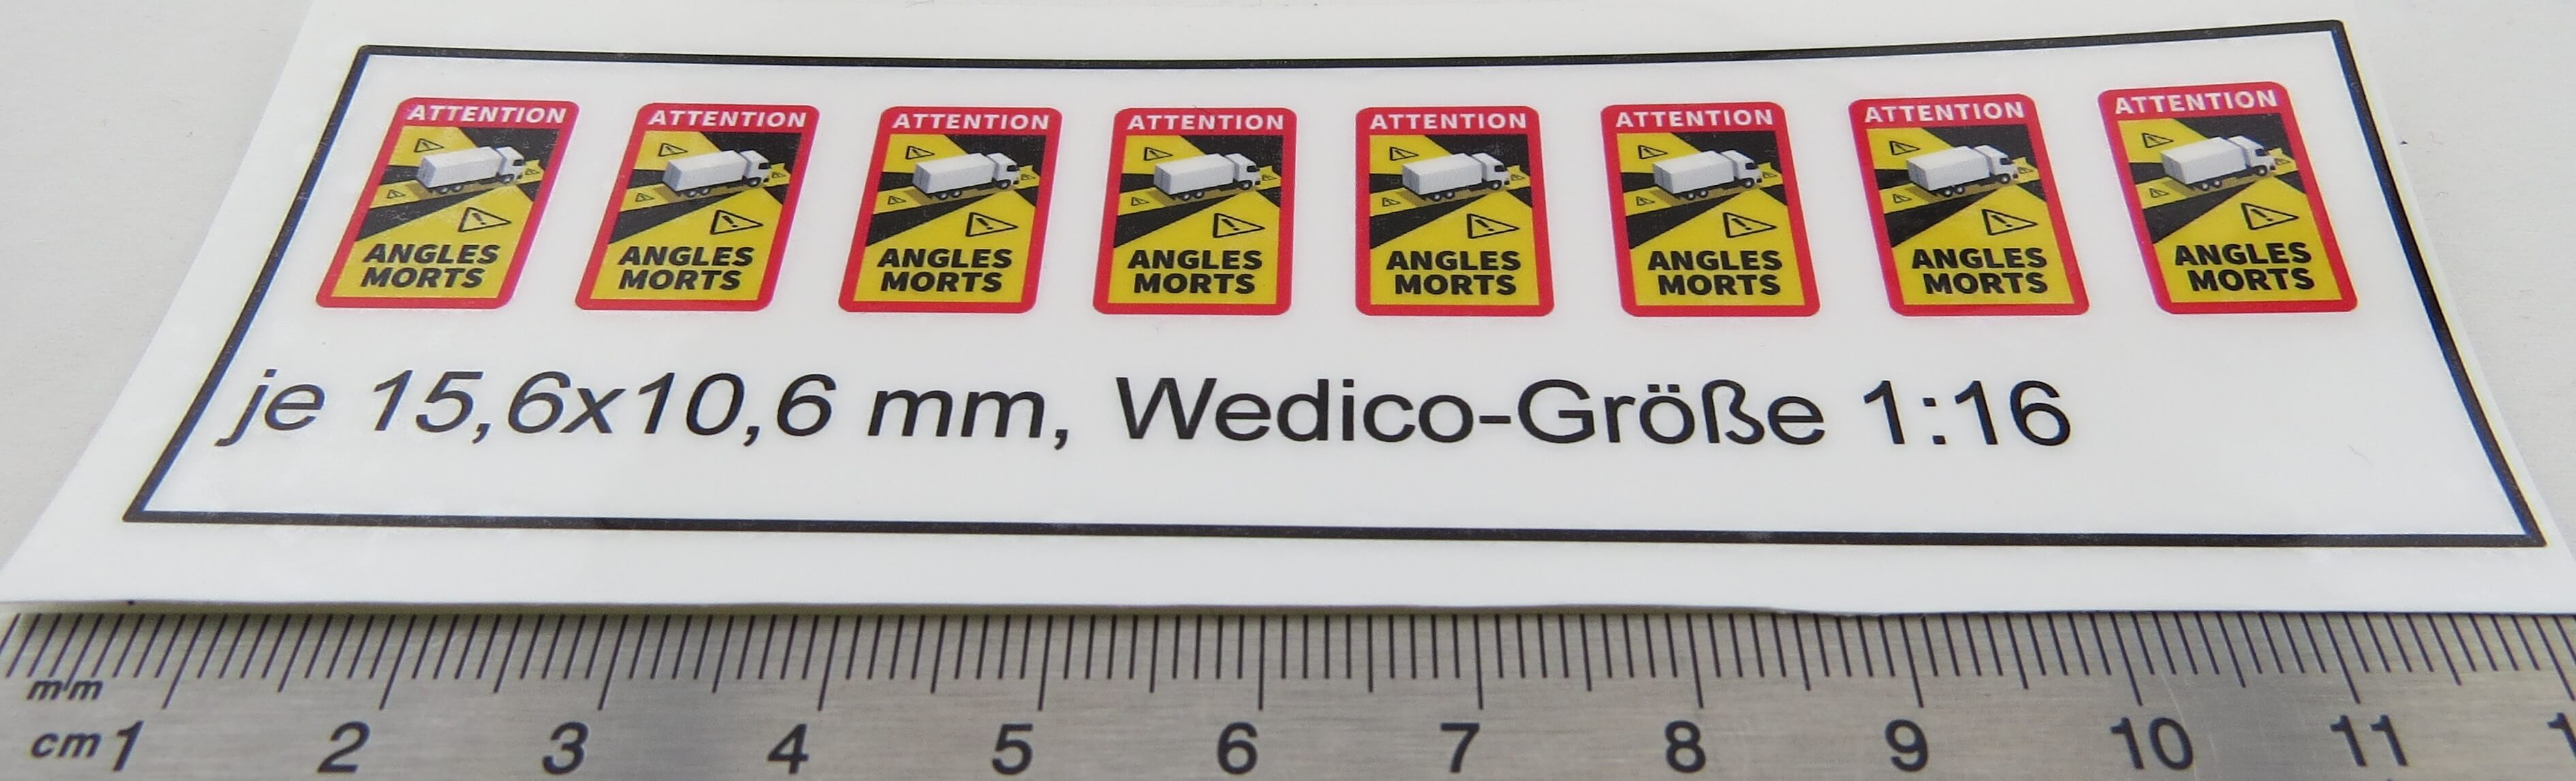 ATTENTION ATTENTION ATTENTION ATTENTION ATTENTION ATTENTION ATTENTION ATTENTION
ANGLES ANGLES ANGLES ANGLES ANGLES ANGLES ANGLES ANGLES
MORTS MORTS MORTS MORTS MORTS MORTS MORTS MORTS
je 15,6x10,6 mm, Wedico-Größe 1:16
mm
cm 1 2 3 4 5 6 7 8 9 10 11